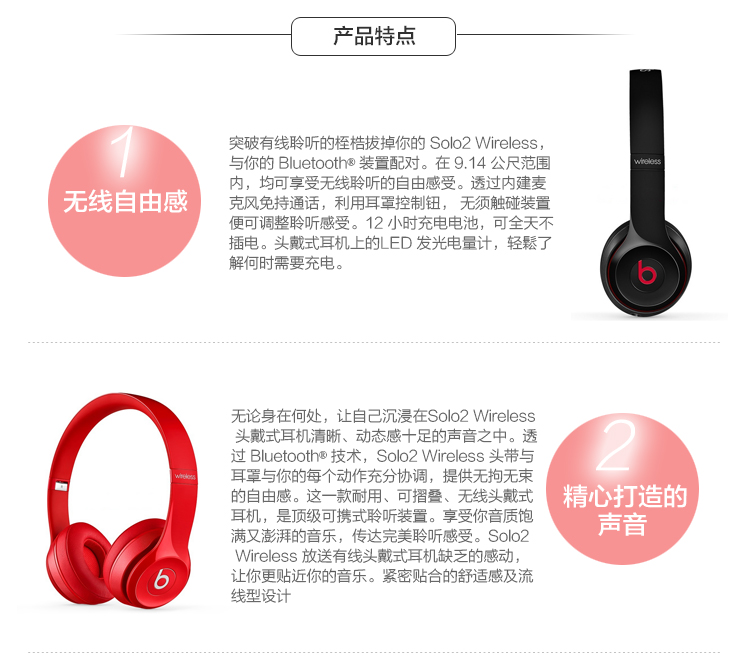 产品特点
1
无线自由感
突破有线聆听的桎梏拔掉你的 Solo2 Wireless，
与你的 Bluetooth® 装置配对。在 9.14 公尺范围
内，均可享受无线聆听的自由感受。透过内建麦
克风免持通话，利用耳罩控制钮， 无须触碰装置
便可调整聆听感受。12 小时充电电池，可全天不
插电。头戴式耳机上的LED 发光电量计，轻鬆了
解何时需要充电。
wireless
b
无论身在何处，让自己沉浸在Solo2 Wireless
头戴式耳机清晰、动态感十足的声音之中。透
过 Bluetooth® 技术，Solo2 Wireless 头带与
耳罩与你的每个动作充分协调，提供无拘无束
的自由感。这一款耐用、可摺叠、无线头戴式
耳机，是顶级可携式聆听装置。享受你音质饱
满又澎湃的音乐，传达完美聆听感受。Solo2
Wireless 放送有线头戴式耳机缺乏的感动，
让你更贴近你的音乐。紧密贴合的舒适感及流
线型设计
wireless
b
2
精心打造的
声音